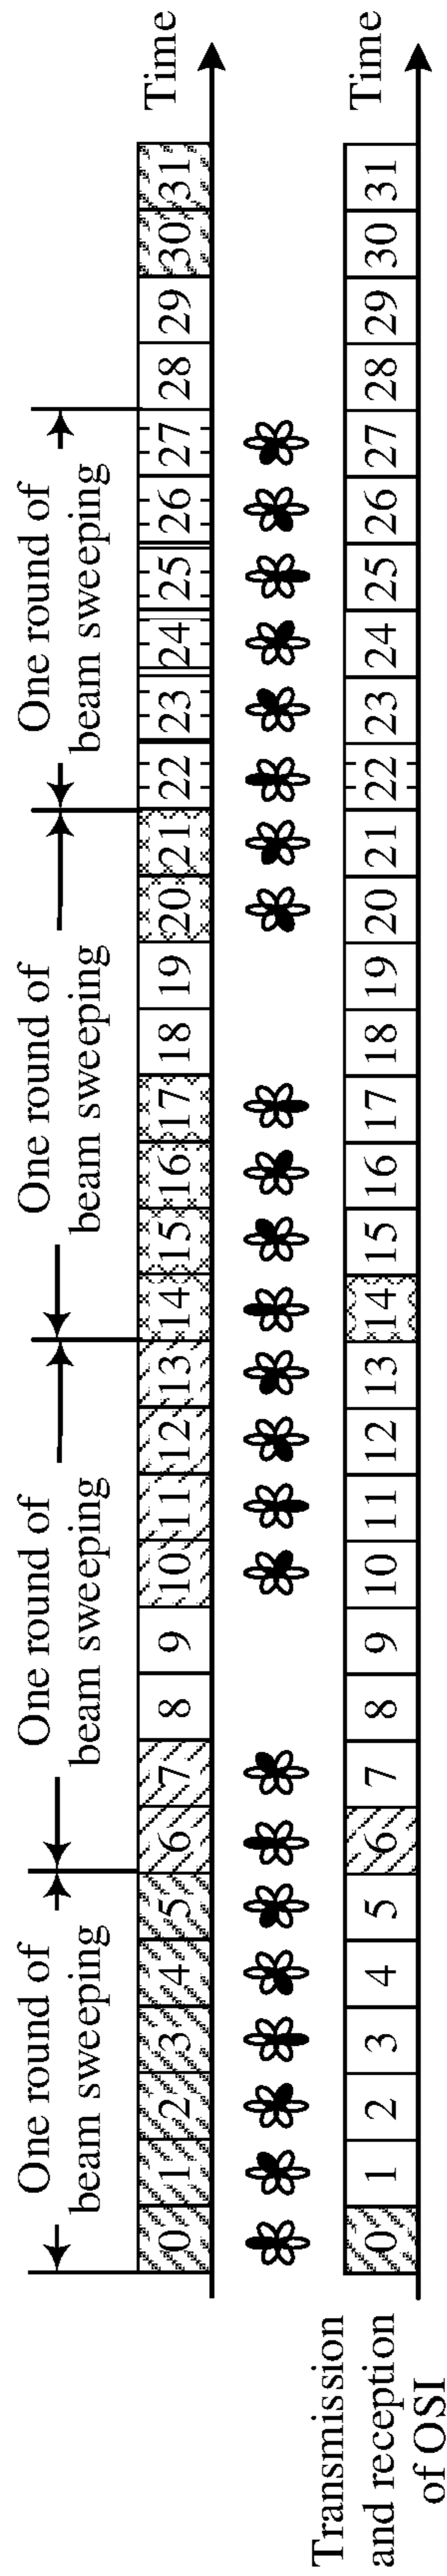 One round of
beam sweeping
One round of
beam sweeping
One round of
beam sweeping
One round of
beam sweeping
0 1 2 3 4 5 6 7 8 9 10 11 12 13 14 15 16 17 18 19 20 21 22 23 24 25 26 27 28 29 30 31 Time
Transmission
and reception
of OSI
0 1 2 3 4 5 6 7 8 9 10 11 12 13 14 15 16 17 18 19 20 21 22 23 24 25 26 27 28 29 30 31 Time